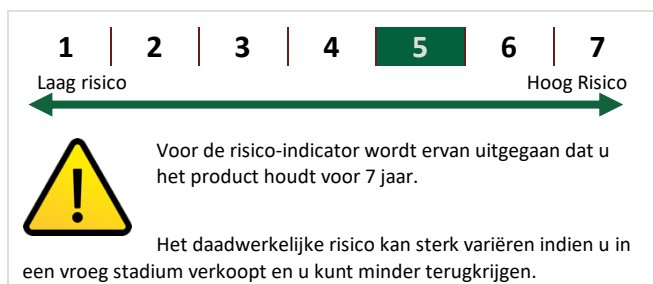 1 2 3 4 5 6 7
Laag risico Hoog Risico
Voor de risico-indicator wordt ervan uitgegaan dat u
het product houdt voor 7 jaar.
Het daadwerkelijke risico kan sterk variëren indien u in
een vroeg stadium verkoopt en u kunt minder terugkrijgen.